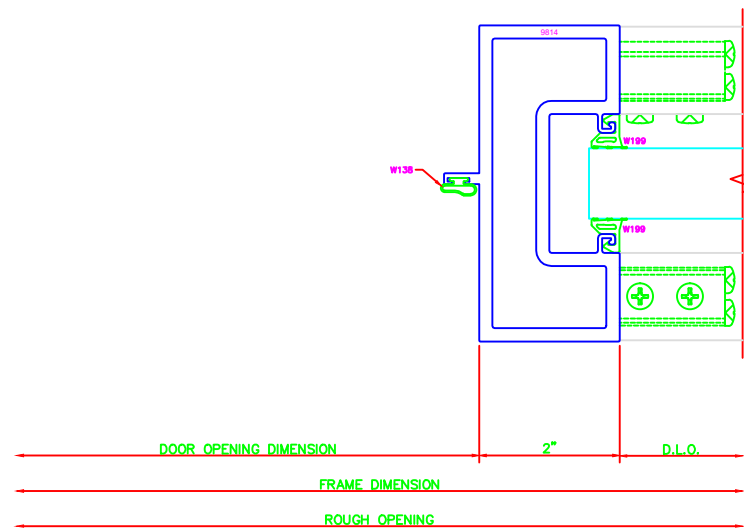 9814
W199
W138
W199
DOOR OPENING DIMENSION
2"
D.L.O.
FRAME DIMENSION
ROUGH OPENING